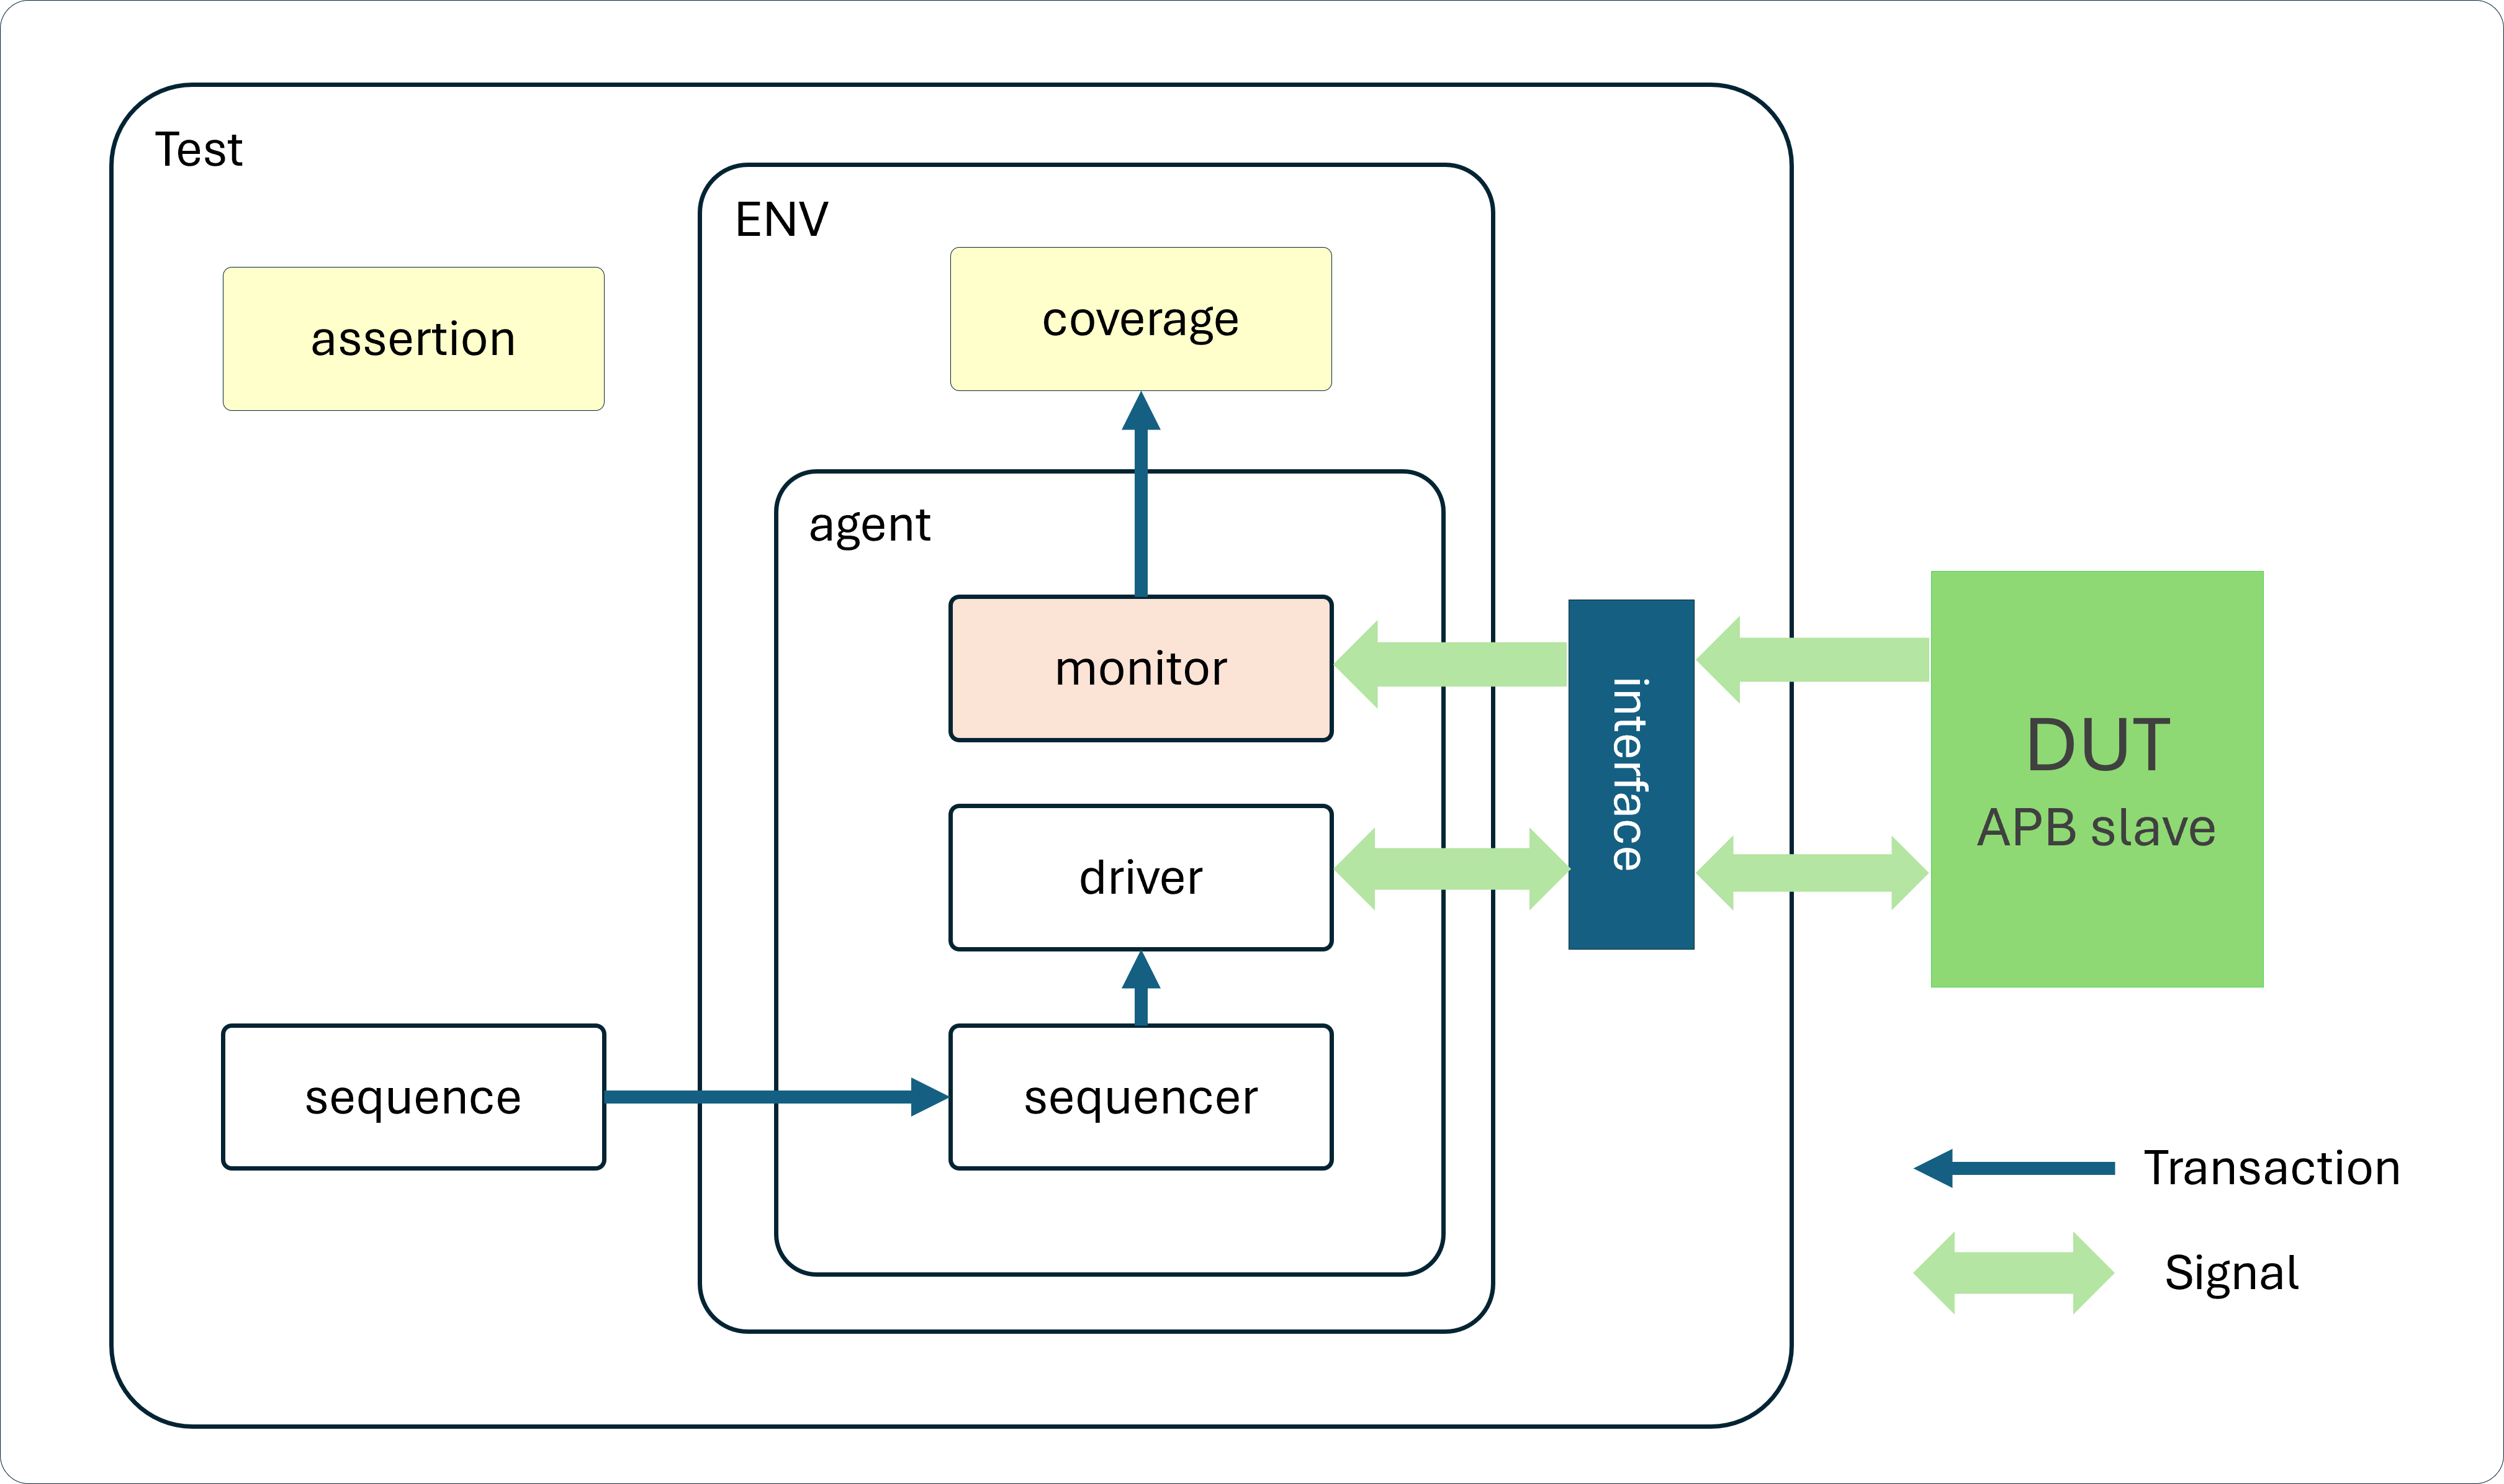 Test
ENV
assertion
coverage
agent
monitor
interface
DUT
APB slave
driver
sequence
sequencer
Transaction
Signal